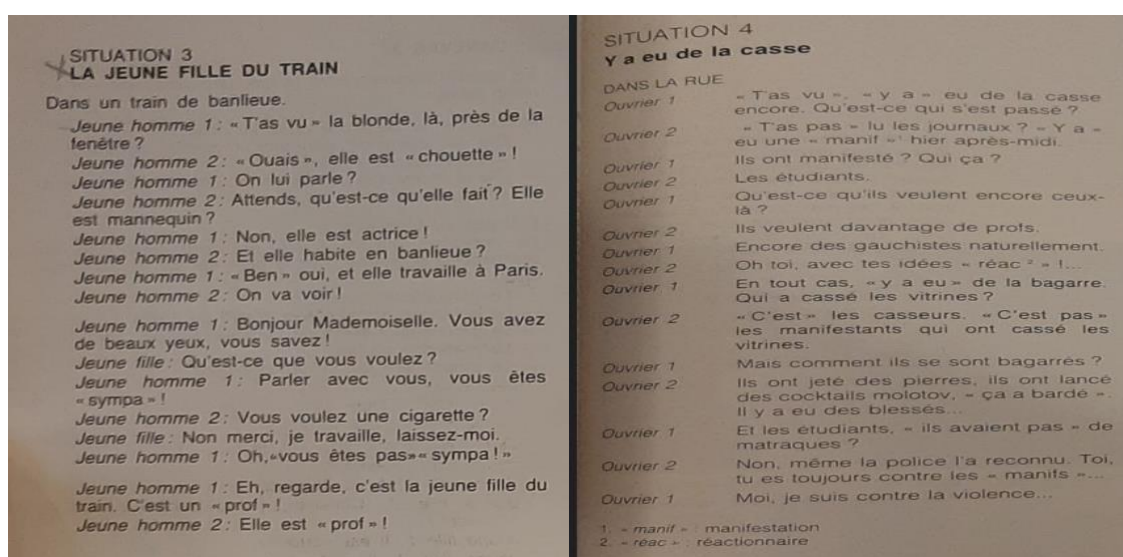 SITUATION 3
LA JEUNE FILLE DU TRAIN
Dans un train de banlieue.
Jeune homme 1 : « T'as vu » la blonde, là, près de la
fenêtre ?
Jeune homme 2 : « Ouais », elle est « chouette » !
Jeune homme 1 : On lui parle ?
Jeune homme 2 : Attends, qu'est-ce qu'elle fait ? Elle
est mannequin ?
Jeune homme 1 : Non, elle est actrice !
Jeune homme 2 : Et elle habite en banlieue ?
Jeune homme 1 : « Ben » oui, et elle travaille à Paris.
Jeune homme 2 : On va voir !
Jeune homme 1 : Bonjour Mademoiselle. Vous avez
de beaux yeux, vous savez !
Jeune fille : Qu'est-ce que vous voulez ?
Jeune homme 1 : Parler avec vous, vous êtes
« sympa » !
Jeune homme 2 : Vous voulez une cigarette ?
Jeune fille : Non merci, je travaille, laissez-moi.
Jeune homme 1 : Oh, « vous êtes pas » « sympa ! »
Jeune homme 1 : Eh, regarde, c'est la jeune fille du
train. C'est un « prof » !
Jeune homme 2 : Elle est « prof » !
SITUATION 4
Y a eu de la casse
DANS LA RUE
Ouvrier 1 « T'as vu », « y a » eu de la casse
encore. Qu'est-ce qui s'est passé ?
Ouvrier 2 « T'as pas » lu les journaux ? « Y a »
eu une « manif »¹ hier après-midi.
Ouvrier 1 Ils ont manifesté ? Qui ça ?
Ouvrier 2 Les étudiants.
Ouvrier 1 Qu'est-ce qu'ils veulent encore ceux-
là ?
Ouvrier 2 Ils veulent davantage de profs.
Ouvrier 1 Encore des gauchistes naturellement.
Ouvrier 2 Oh toi, avec tes idées « réac ² » !...
Ouvrier 1 En tout cas, « y a eu » de la bagarre.
Qui a cassé les vitrines ?
Ouvrier 2 « C'est » les casseurs. « C'est pas »
les manifestants qui ont cassé les
vitrines.
Ouvrier 1 Mais comment ils se sont bagarrés ?
Ouvrier 2 Ils ont jeté des pierres, ils ont lancé
des cocktails molotov, « ça a bardé ».
Il y a eu des blessés...
Ouvrier 1 Et les étudiants, « ils avaient pas » de
matraques ?
Ouvrier 2 Non, même la police l'a reconnu. Toi,
tu es toujours contre les « manifs »...
Ouvrier 1 Moi, je suis contre la violence...
1. « manif » : manifestation
2. « réac » : réactionnaire